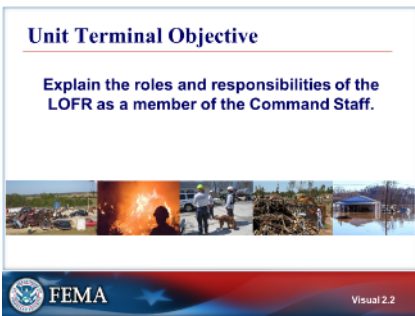 Unit Terminal Objective
Explain the roles and responsibilities of the
LOFR as a member of the Command Staff.
FEMA
Visual 2.2